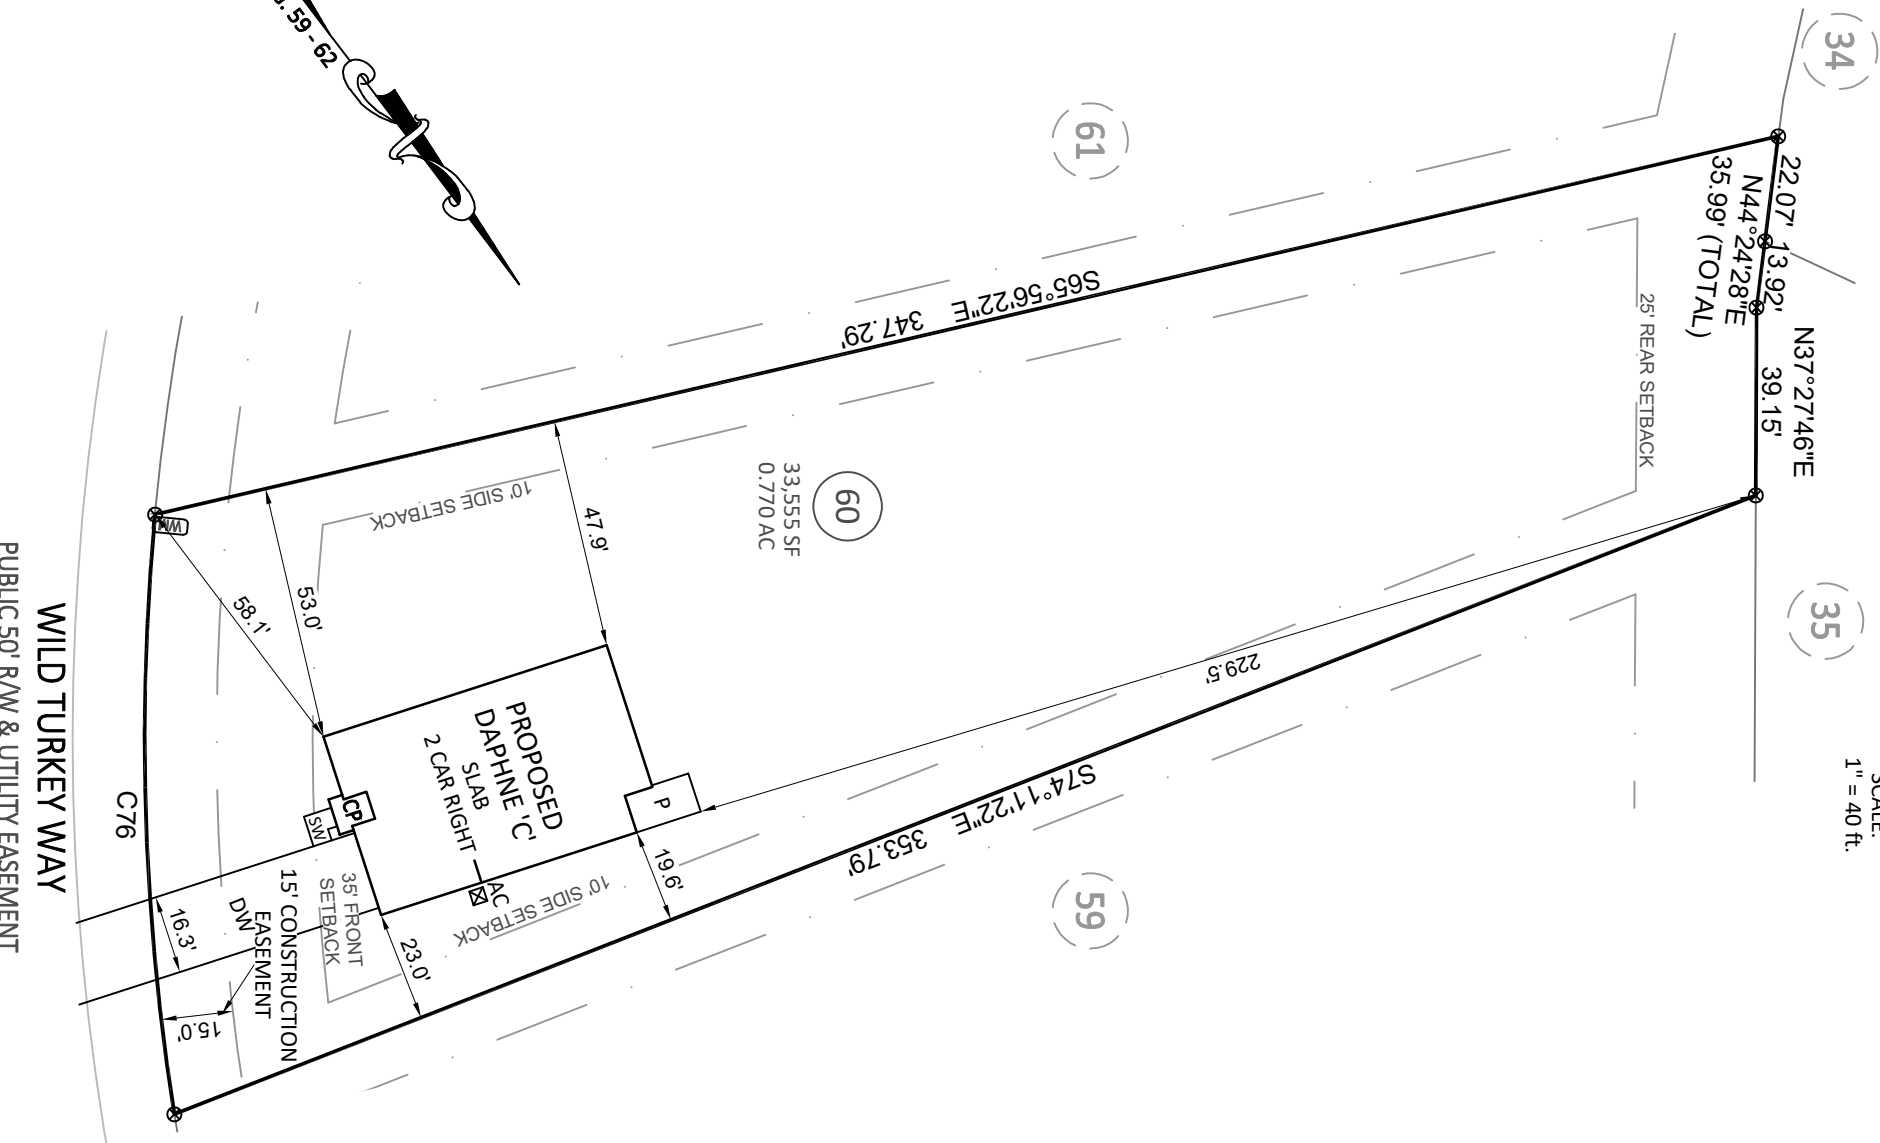 59 - 62
34
61
22.07'
13.92'
N44°24'28"E
35.99' (TOTAL)
N37°27'46"E
39.15'
25' REAR SETBACK
S65°56'22"E 347.29'
10' SIDE SETBACK
47.9'
53.0'
58.1'
WM
60
33,555 SF
0.770 AC
35
SCALE:
1" = 40 ft.
229.5'
S74°11'22"E 353.79'
59
PROPOSED
DAPHNE 'C'
SLAB
2 CAR RIGHT
P
CP
SW
AC
19.6'
23.0'
10' SIDE SETBACK
35' FRONT
SETBACK
15' CONSTRUCTION
EASEMENT
DW
16.3'
15.0'
C76
WILD TURKEY WAY
PUBLIC 50' R/W & UTILITY EASEMENT